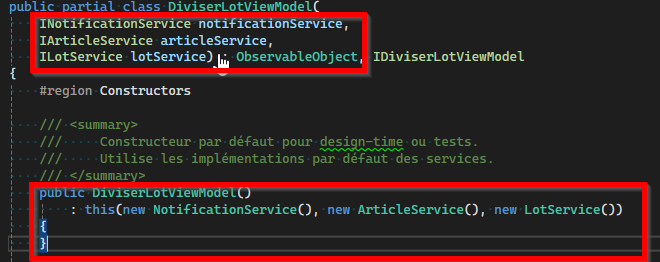 public partial class DiviserLotViewModel(
INotificationService notificationService,
IArticleService articleService,
ILotService lotService) : ObservableObject, IDiviserLotViewModel
{
#region Constructors
/// <summary>
/// Constructeur par défaut pour design-time ou tests.
/// Utilise les implémentations par défaut des services.
/// </summary>
public DiviserLotViewModel()
: this(new NotificationService(), new ArticleService(), new LotService())
{
}